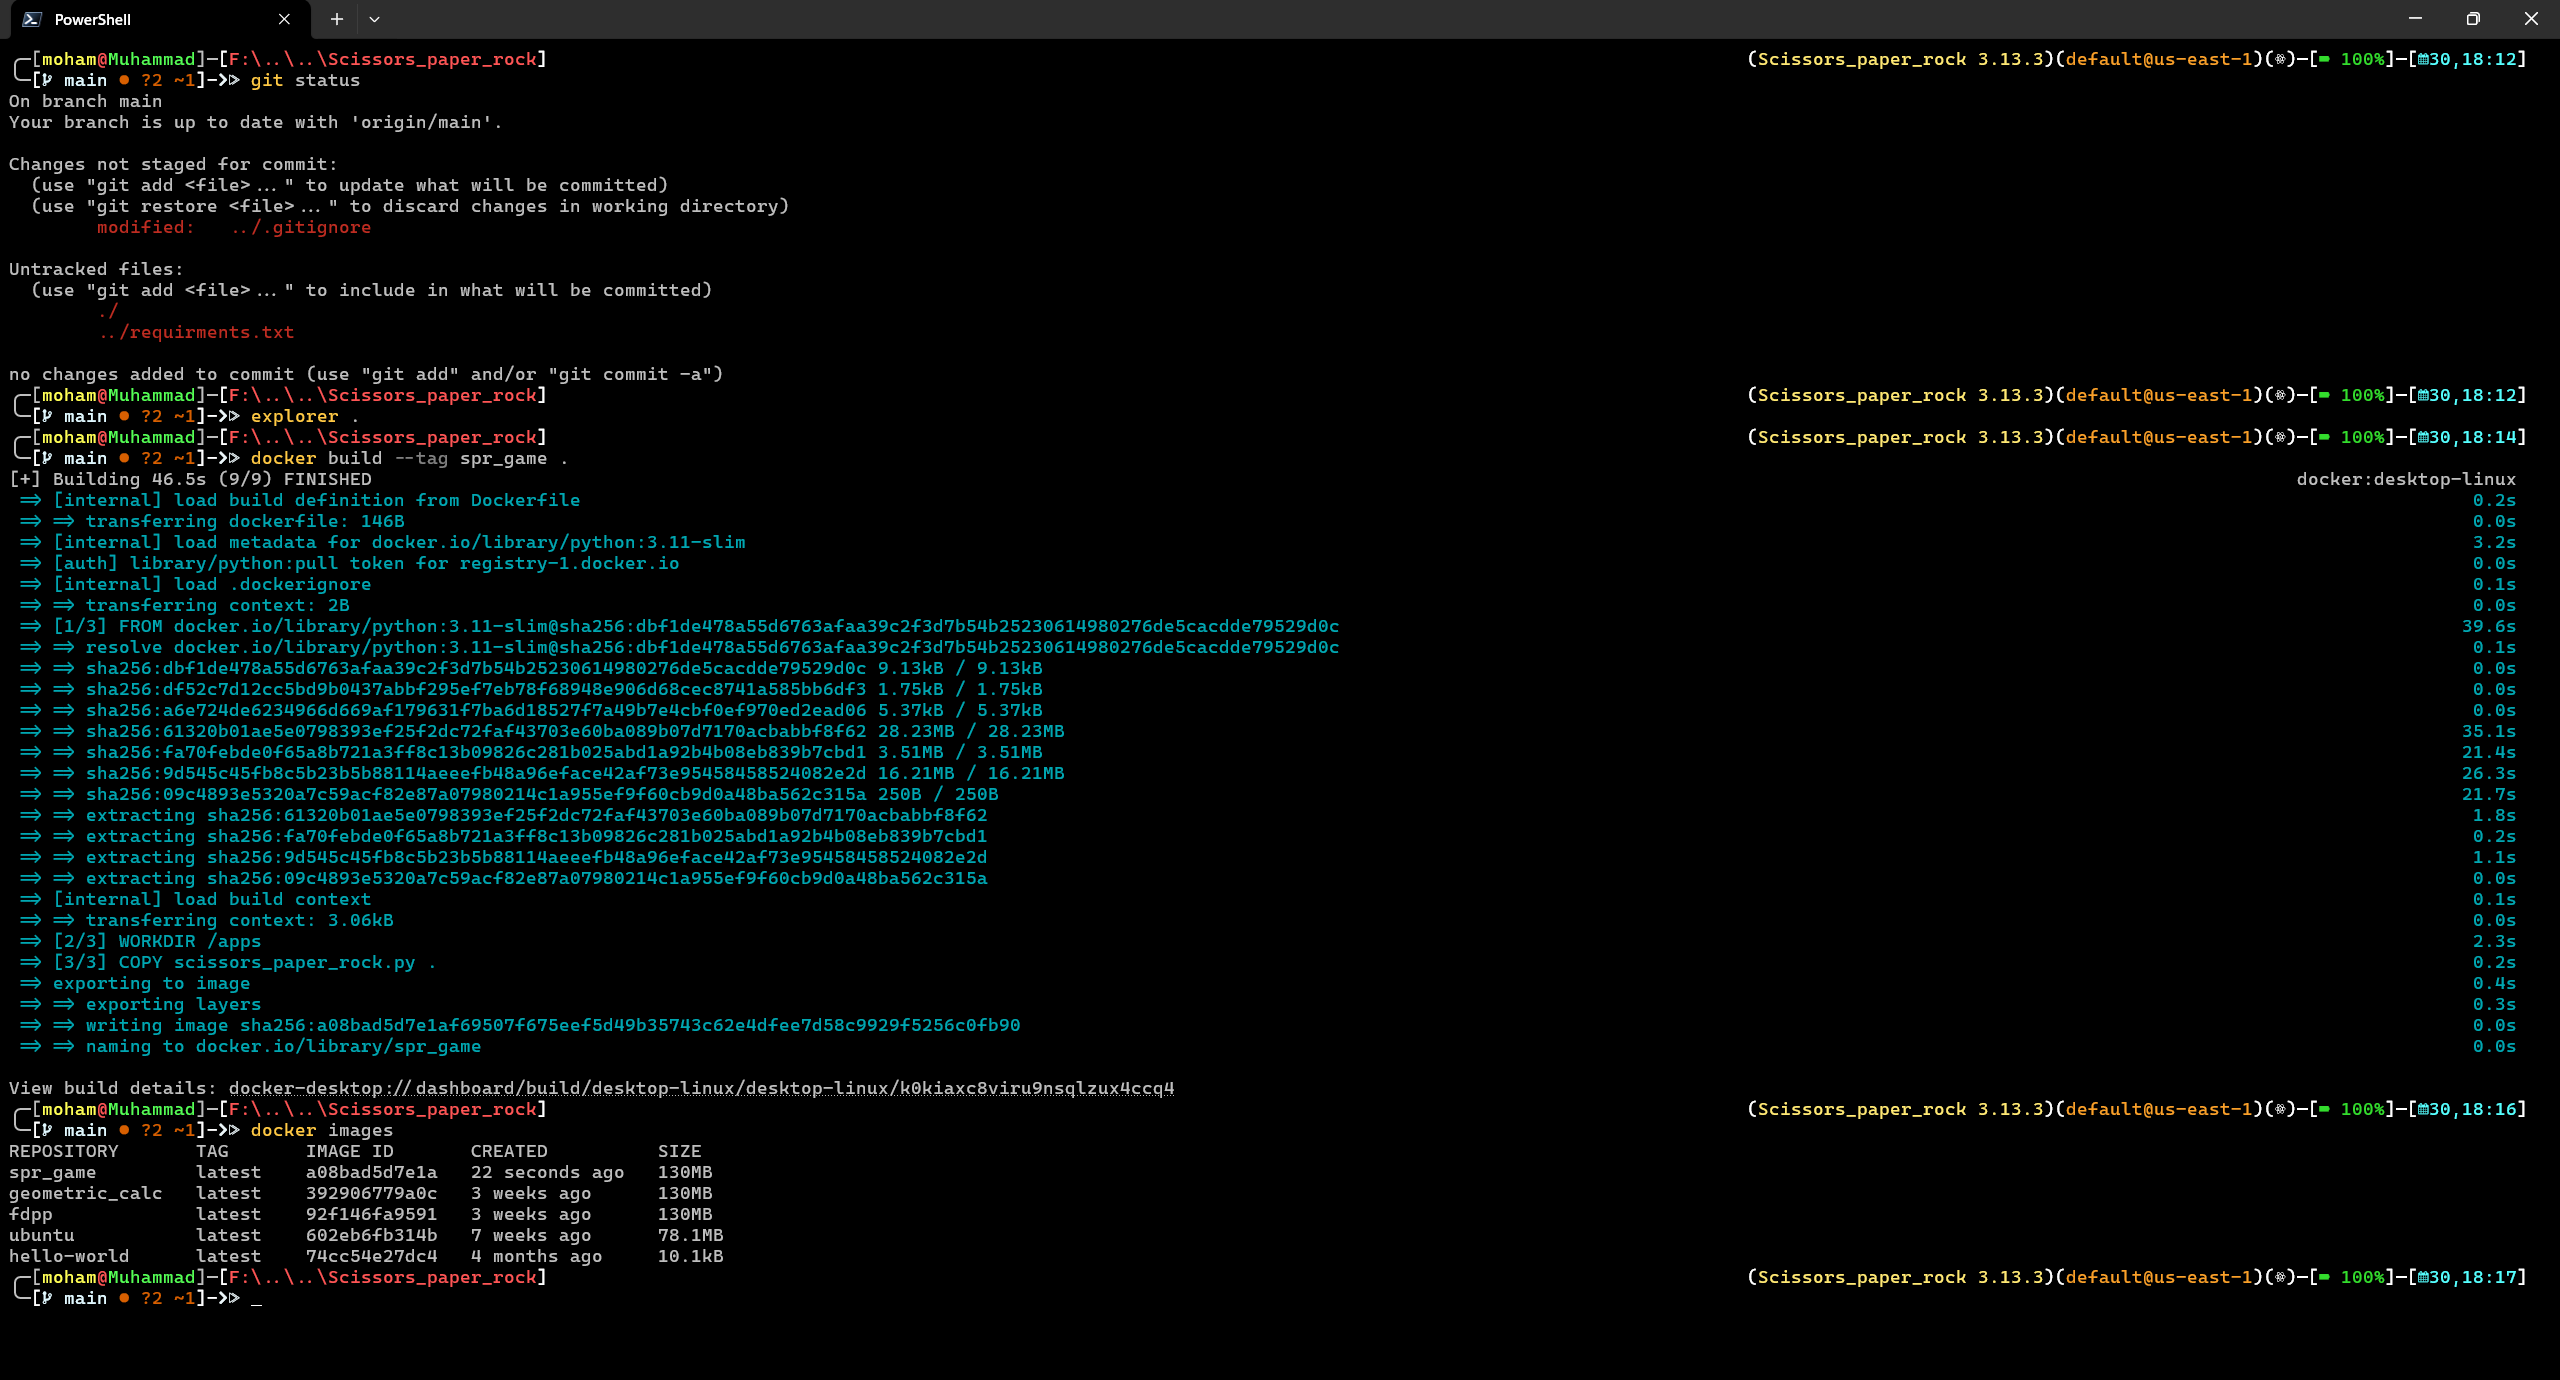 PowerShell
[moham@Muhammad]-[F:\..\..\Scissors_paper_rock] (Scissors_paper_rock 3.13.3)(default@us-east-1)(⚛)-[ 100%]-[30,18:12]
[ main ● ?2 ~1]->> git status
On branch main
Your branch is up to date with 'origin/main'.
Changes not staged for commit:
(use "git add <file>..." to update what will be committed)
(use "git restore <file>..." to discard changes in working directory)
modified:   ../.gitignore
Untracked files:
(use "git add <file>..." to include in what will be committed)
./
../requirments.txt
no changes added to commit (use "git add" and/or "git commit -a")
[moham@Muhammad]-[F:\..\..\Scissors_paper_rock] (Scissors_paper_rock 3.13.3)(default@us-east-1)(⚛)-[ 100%]-[30,18:12]
[ main ● ?2 ~1]->> explorer .
[moham@Muhammad]-[F:\..\..\Scissors_paper_rock] (Scissors_paper_rock 3.13.3)(default@us-east-1)(⚛)-[ 100%]-[30,18:14]
[ main ● ?2 ~1]->> docker build --tag spr_game .
[+] Building 46.5s (9/9) FINISHED docker:desktop-linux
=> [internal] load build definition from Dockerfile 0.2s
=> => transferring dockerfile: 146B 0.0s
=> [internal] load metadata for docker.io/library/python:3.11-slim 3.2s
=> [auth] library/python:pull token for registry-1.docker.io 0.0s
=> [internal] load .dockerignore 0.1s
=> => transferring context: 2B 0.0s
=> [1/3] FROM docker.io/library/python:3.11-slim@sha256:dbf1de478a55d6763afaa39c2f3d7b54b25230614980276de5cacdde79529d0c 39.6s
=> => resolve docker.io/library/python:3.11-slim@sha256:dbf1de478a55d6763afaa39c2f3d7b54b25230614980276de5cacdde79529d0c 0.1s
=> => sha256:dbf1de478a55d6763afaa39c2f3d7b54b25230614980276de5cacdde79529d0c 9.13kB / 9.13kB 0.0s
=> => sha256:df52c7d12cc5bd9b0437abbf295ef7eb78f68948e906d68cec8741a585bb6df3 1.75kB / 1.75kB 0.0s
=> => sha256:a6e724de6234966d669af179631f7ba6d18527f7a49b7e4cbf0ef970ed2ead06 5.37kB / 5.37kB 0.0s
=> => sha256:61320b01ae5e0798393ef25f2dc72faf43703e60ba089b07d7170acbabbf8f62 28.23MB / 28.23MB 35.1s
=> => sha256:fa70febde0f65a8b721a3ff8c13b09826c281b025abd1a92b4b08eb839b7cbd1 3.51MB / 3.51MB 21.4s
=> => sha256:9d545c45fb8c5b23b5b88114aeeefb48a96eface42af73e95458458524082e2d 16.21MB / 16.21MB 26.3s
=> => sha256:09c4893e5320a7c59acf82e87a07980214c1a955ef9f60cb9d0a48ba562c315a 250B / 250B 21.7s
=> => extracting sha256:61320b01ae5e0798393ef25f2dc72faf43703e60ba089b07d7170acbabbf8f62 1.8s
=> => extracting sha256:fa70febde0f65a8b721a3ff8c13b09826c281b025abd1a92b4b08eb839b7cbd1 0.2s
=> => extracting sha256:9d545c45fb8c5b23b5b88114aeeefb48a96eface42af73e95458458524082e2d 1.1s
=> => extracting sha256:09c4893e5320a7c59acf82e87a07980214c1a955ef9f60cb9d0a48ba562c315a 0.0s
=> [internal] load build context 0.1s
=> => transferring context: 3.06kB 0.0s
=> [2/3] WORKDIR /apps 2.3s
=> [3/3] COPY scissors_paper_rock.py . 0.2s
=> exporting to image 0.4s
=> => exporting layers 0.3s
=> => writing image sha256:a08bad5d7e1af69507f675eef5d49b35743c62e4dfee7d58c9929f5256c0fb90 0.0s
=> => naming to docker.io/library/spr_game 0.0s
View build details: docker-desktop://dashboard/build/desktop-linux/desktop-linux/k0kiaxc8viru9nsqlzux4ccq4
[moham@Muhammad]-[F:\..\..\Scissors_paper_rock] (Scissors_paper_rock 3.13.3)(default@us-east-1)(⚛)-[ 100%]-[30,18:16]
[ main ● ?2 ~1]->> docker images
REPOSITORY TAG IMAGE ID CREATED SIZE
spr_game latest a08bad5d7e1a 22 seconds ago 130MB
geometric_calc latest 392906779a0c 3 weeks ago 130MB
fdpp latest 92f146fa9591 3 weeks ago 130MB
ubuntu latest 602eb6fb314b 7 weeks ago 78.1MB
hello-world latest 74cc54e27dc4 4 months ago 10.1kB
[moham@Muhammad]-[F:\..\..\Scissors_paper_rock] (Scissors_paper_rock 3.13.3)(default@us-east-1)(⚛)-[ 100%]-[30,18:17]
[ main ● ?2 ~1]->> _